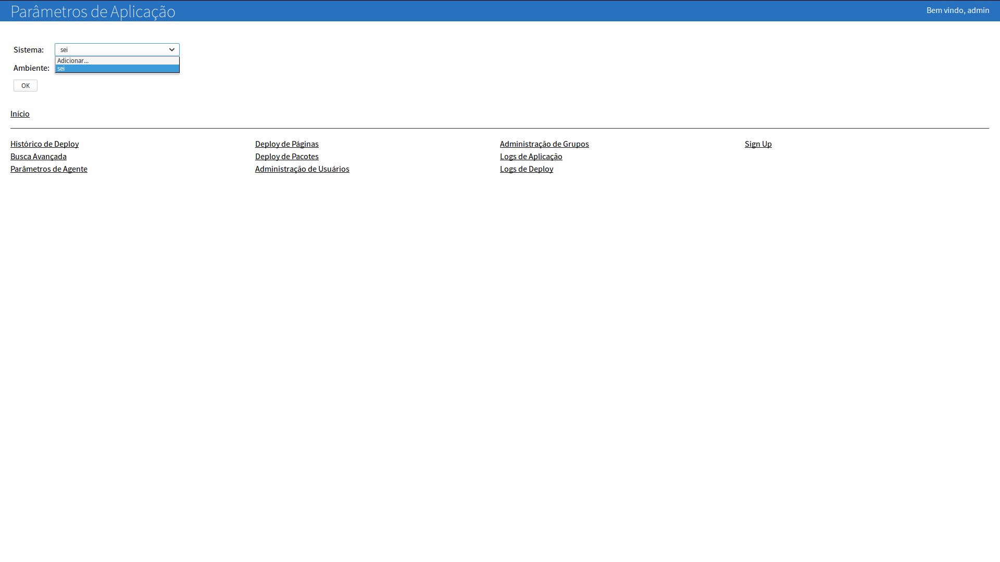 Parâmetros de Aplicação
Bem vindo, admin
Sistema:
sei
Adicionar...
sei
Ambiente:
OK
Início
Histórico de Deploy
Busca Avançada
Parâmetros de Agente
Deploy de Páginas
Deploy de Pacotes
Administração de Usuários
Administração de Grupos
Logs de Aplicação
Logs de Deploy
Sign Up